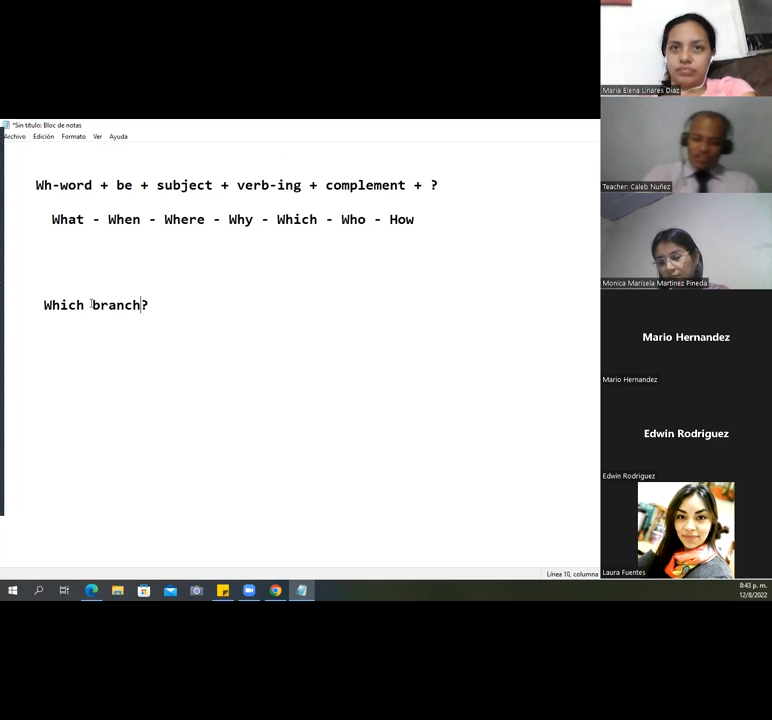 *Sin título: Bloc de notas
Archivo Edición Formato Ver Ayuda
Wh-word + be + subject + verb-ing + complement + ?
What - When - Where - Why - Which - Who - How
Which branch?
Línea 10, columna
Maria Elena Linares Diaz
Teacher: Caleb Nuñez
Monica Marisela Martinez Pineda
Mario Hernandez
Mario Hernandez
Edwin Rodriguez
Edwin Rodriguez
Laura Fuentes
8:43 p. m.
12/8/2022